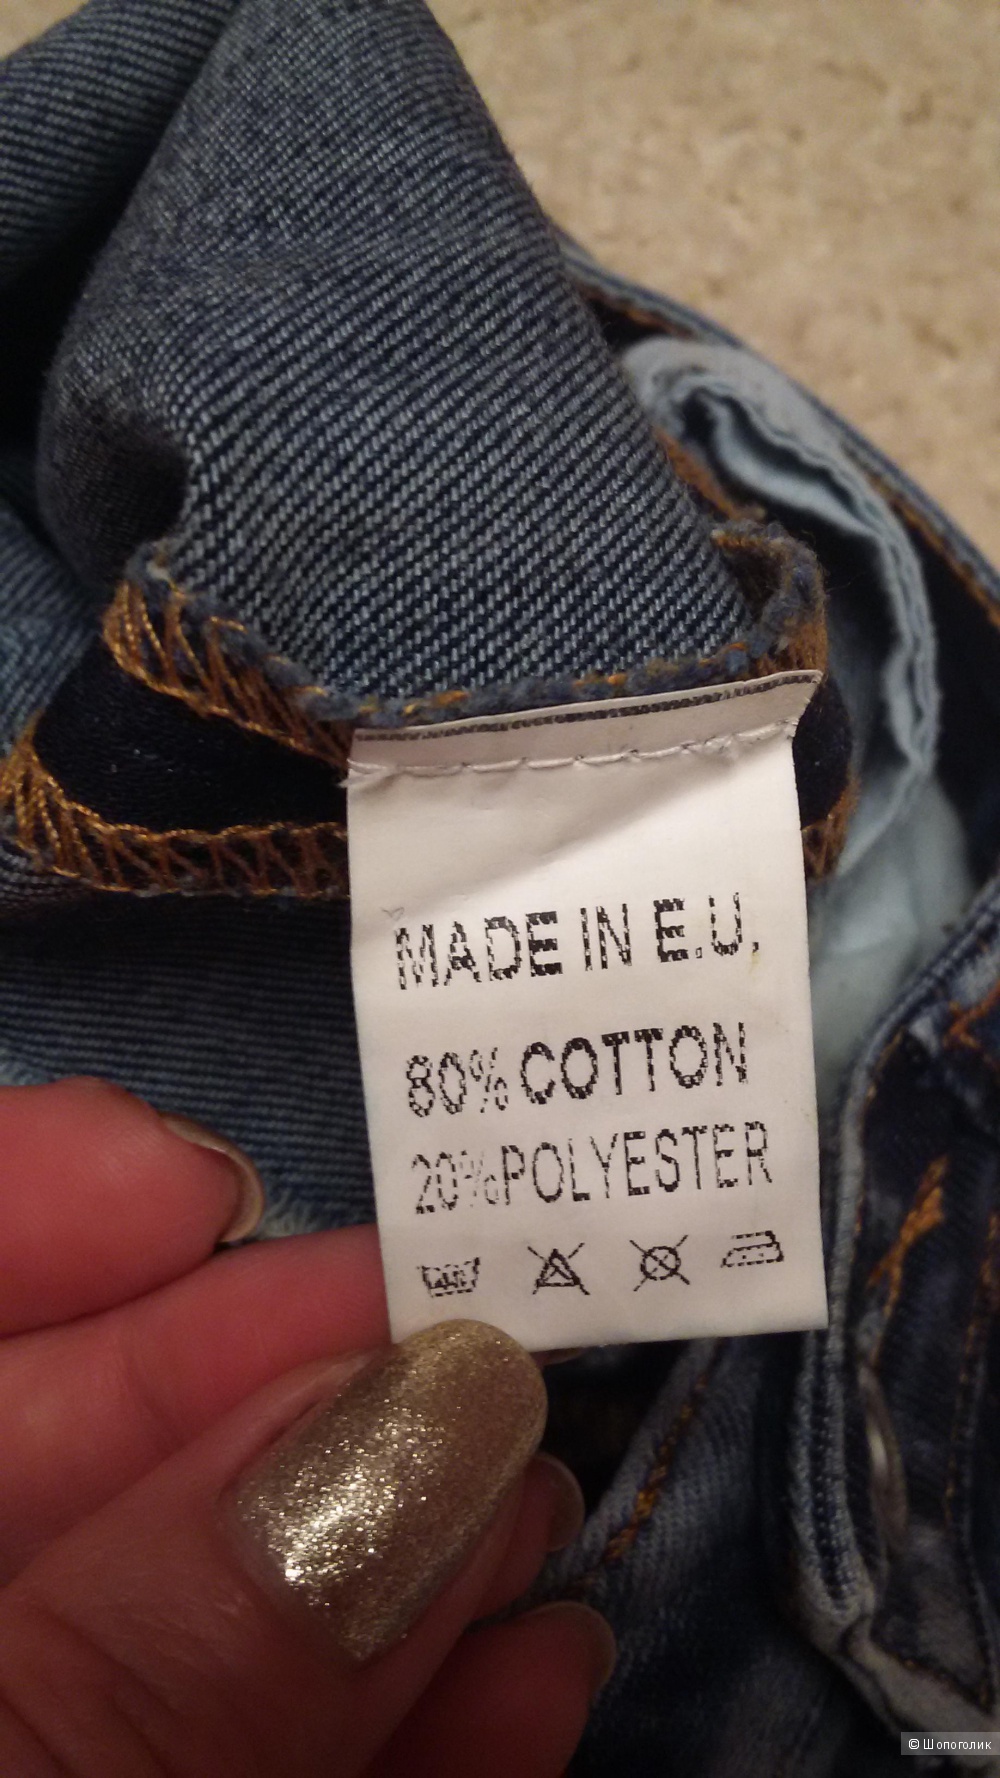 MADE IN E.U.
80% COTTON
20% POLYESTER
© Шопоголик